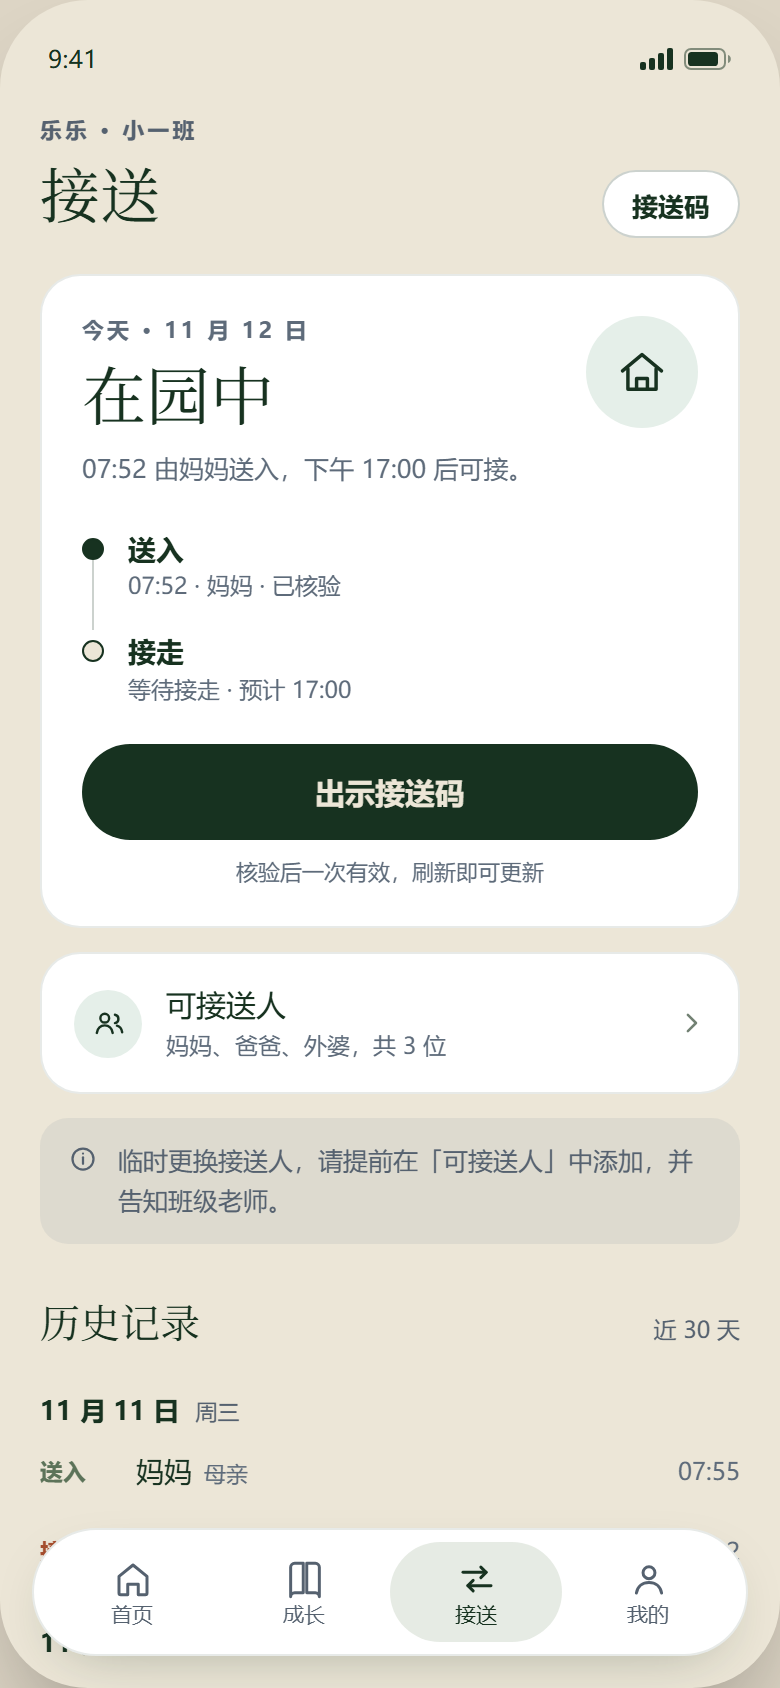 9:41
乐乐 • 小一班
接送
接送码
今天 • 11 月 12 日
在园中
07:52 由妈妈送入，下午 17:00 后可接。
送入
07:52 · 妈妈 · 已核验
接走
等待接走 · 预计 17:00
出示接送码
核验后一次有效，刷新即可更新
可接送人
妈妈、爸爸、外婆，共 3 位
临时更换接送人，请提前在「可接送人」中添加，并
告知班级老师。
历史记录
近 30 天
11 月 11 日 周三
送入 妈妈 母亲 07:55
首页
成长
接送
我的